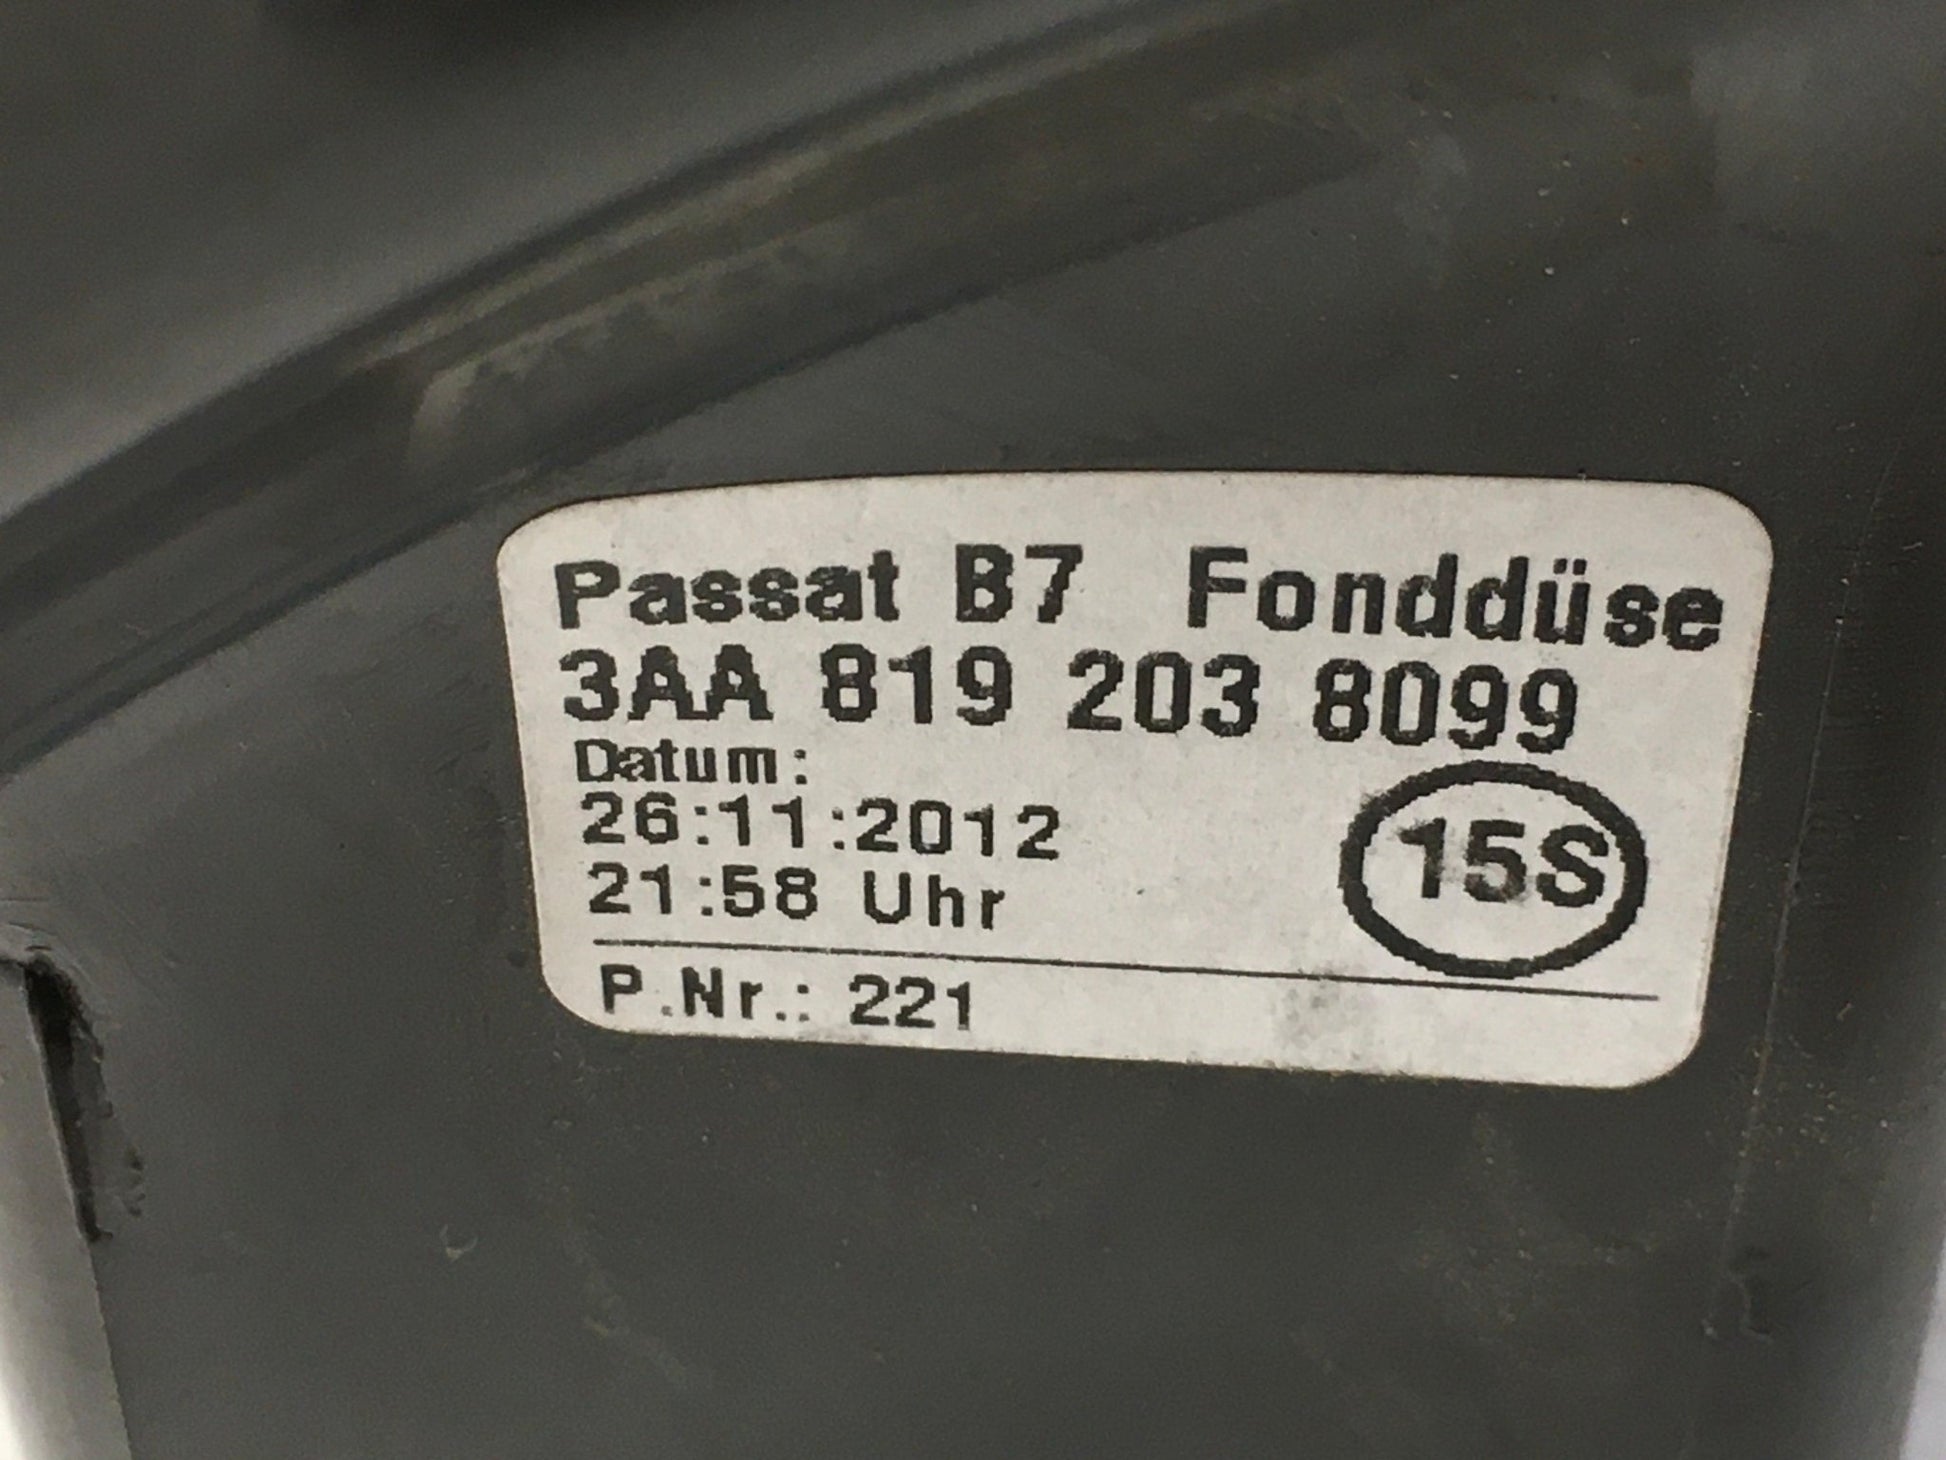 Passat B7 Fonddüse
3AA 819 203 8099
Datum:
26:11:2012
21:58 Uhr
15S
P.Nr.: 221